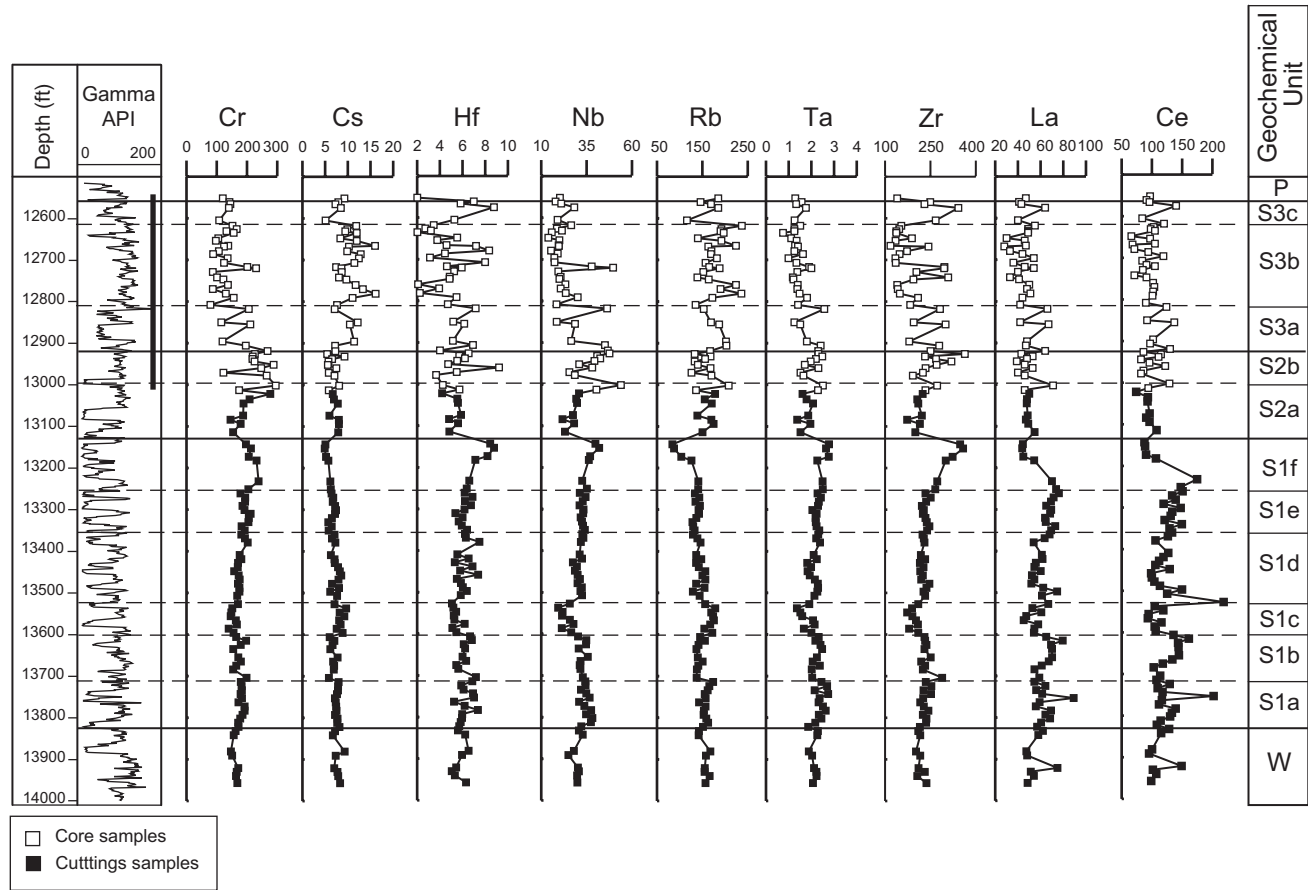 Depth (ft)
Gamma
API
0 200
Cr
0 100 200 300
Cs
0 5 10 15 20
Hf
2 4 6 8 10
Nb
10 35 60
Rb
50 150 250
Ta
0 1 2 3 4
Zr
100 250 400
La
20 40 60 80 100
Ce
50 100 150 200
Geochemical
Unit
12600
12700
12800
12900
13000
13100
13200
13300
13400
13500
13600
13700
13800
13900
14000
P
S3c
S3b
S3a
S2b
S2a
S1f
S1e
S1d
S1c
S1b
S1a
W
Core samples
Cutttings samples